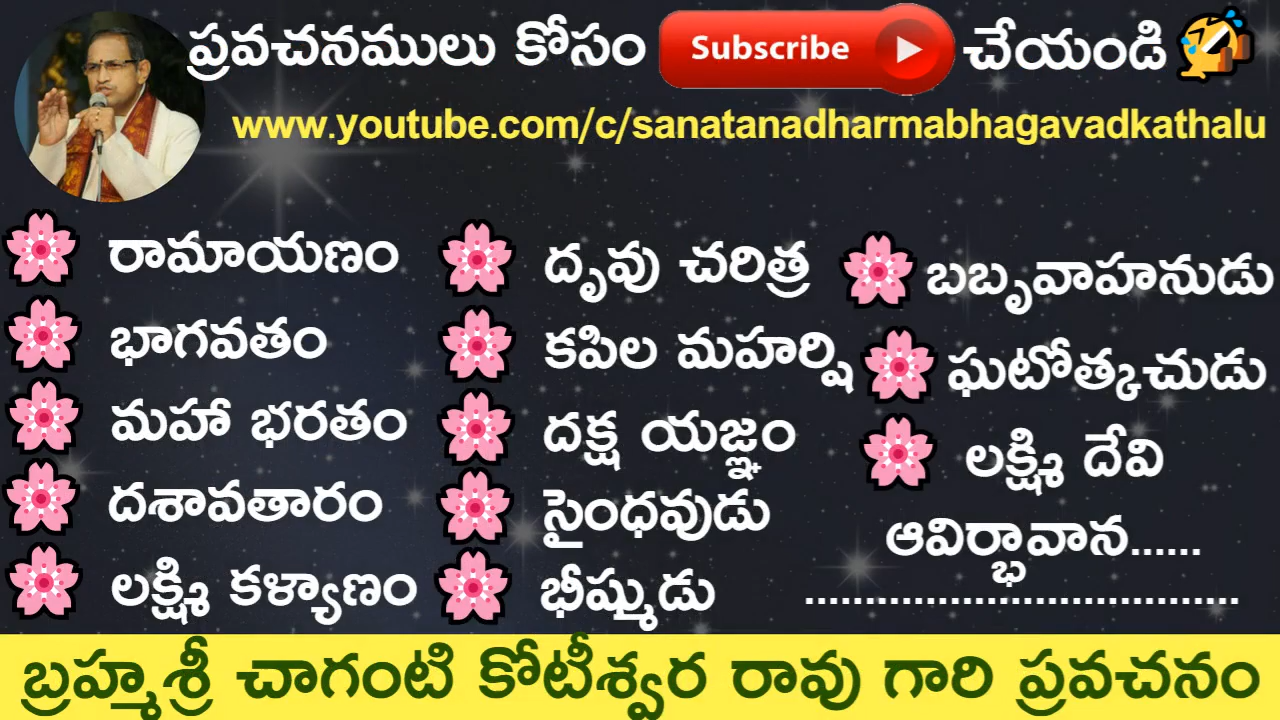 ప్రవచనములు కోసం Subscribe చేయండి
www.youtube.com/c/sanatanadharmabhagavadkathalu
రామాయణం
భాగవతం
మహా భరతం
దశావతారం
లక్ష్మి కళ్యాణం
దృవు చరిత్ర
కపిల మహర్షి
దక్ష యజ్ఞం
సైంధవుడు
భీష్ముడు
బబృవాహనుడు
ఘటోత్కచుడు
లక్ష్మి దేవి
ఆవిర్భావాన......
....................................
బ్రహ్మశ్రీ చాగంటి కోటీశ్వర రావు గారి ప్రవచనం